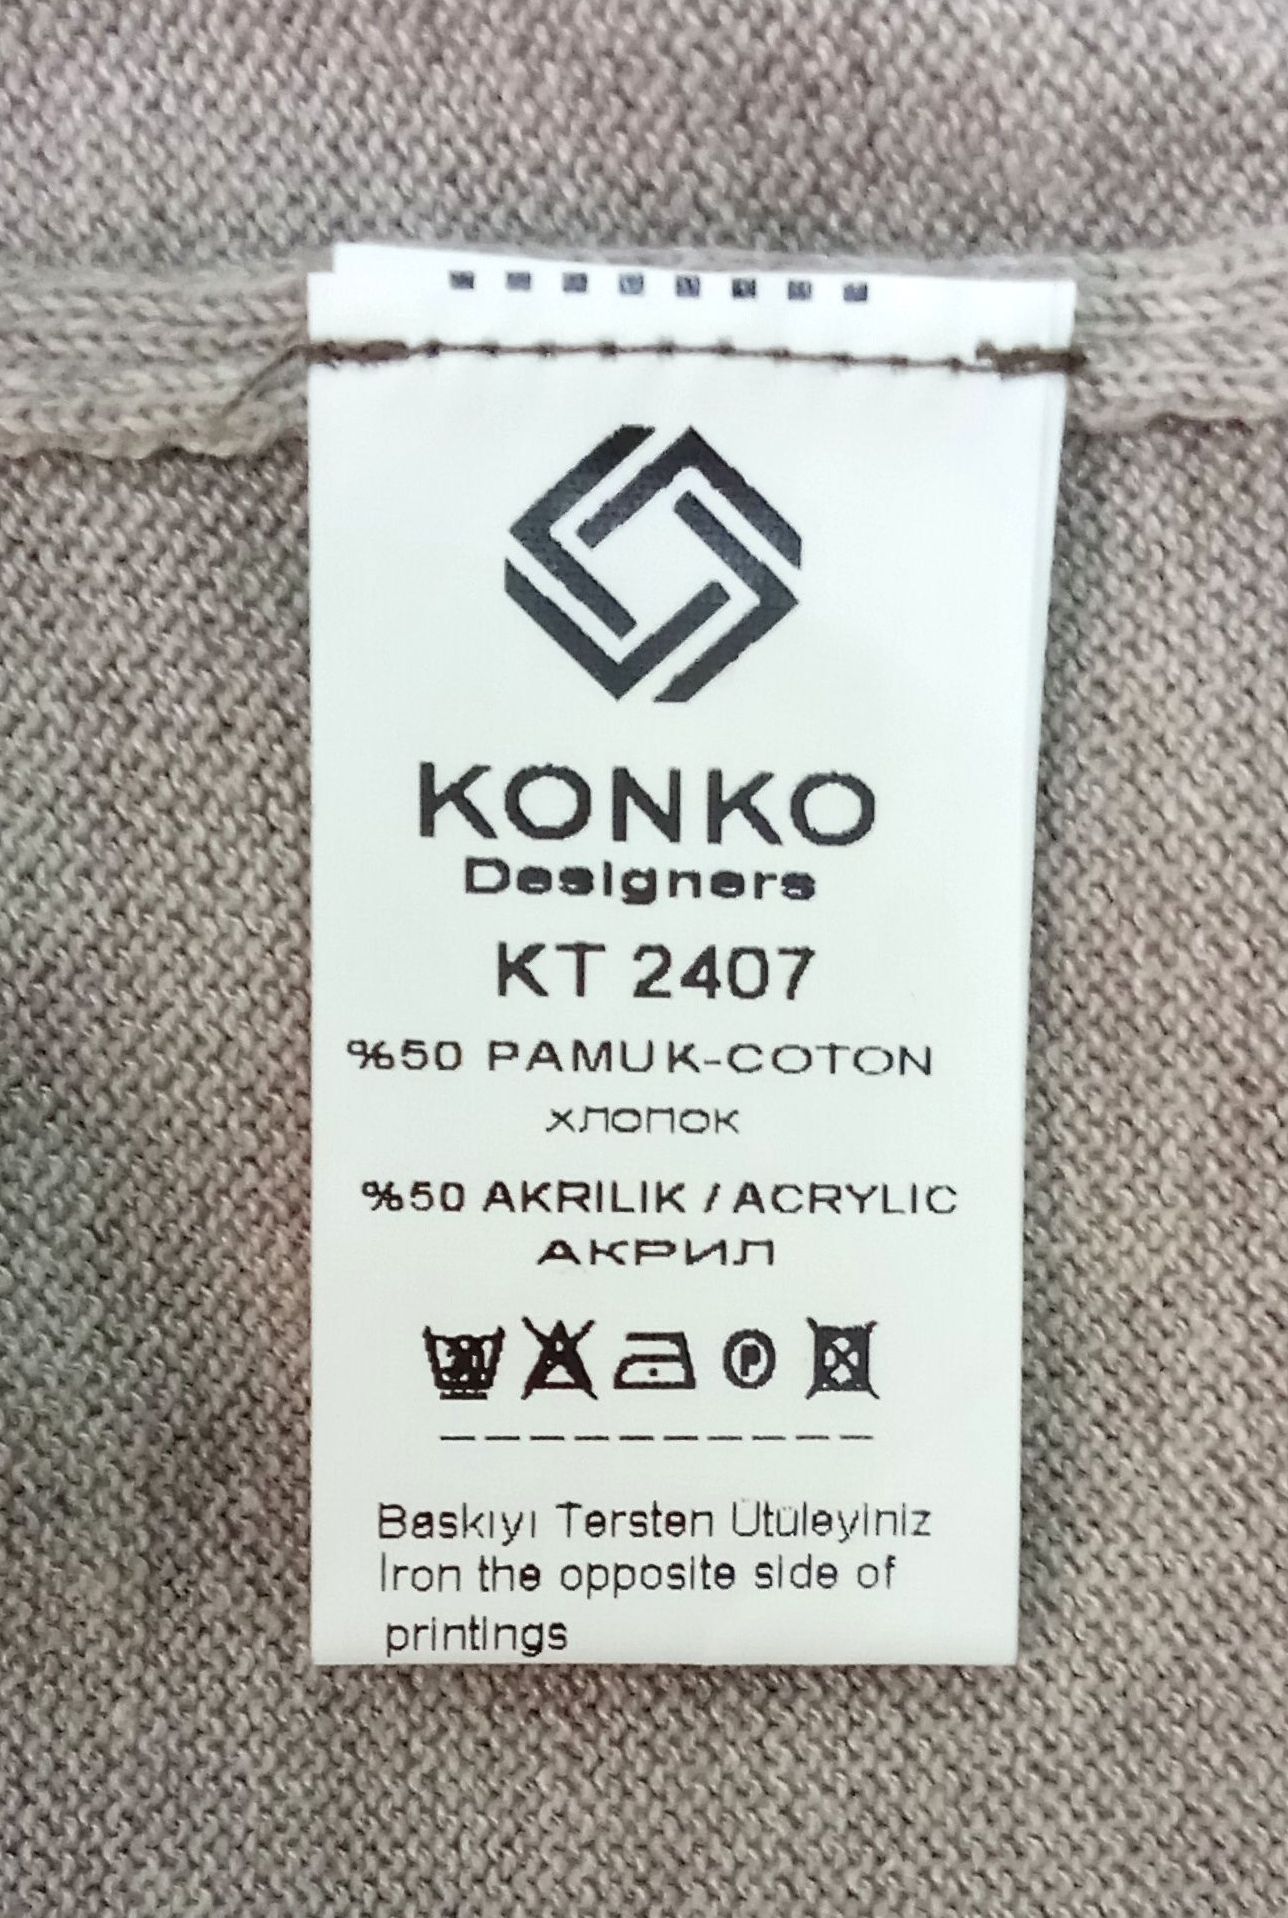 KONKO
Designers
KT 2407
%50 PAMUK-COTON
ХЛОПОК
%50 AKRILIK / ACRYLIC
АКРИЛ
30 P
Baskıyı Tersten Ütüleyiniz
Iron the opposite side of
printings